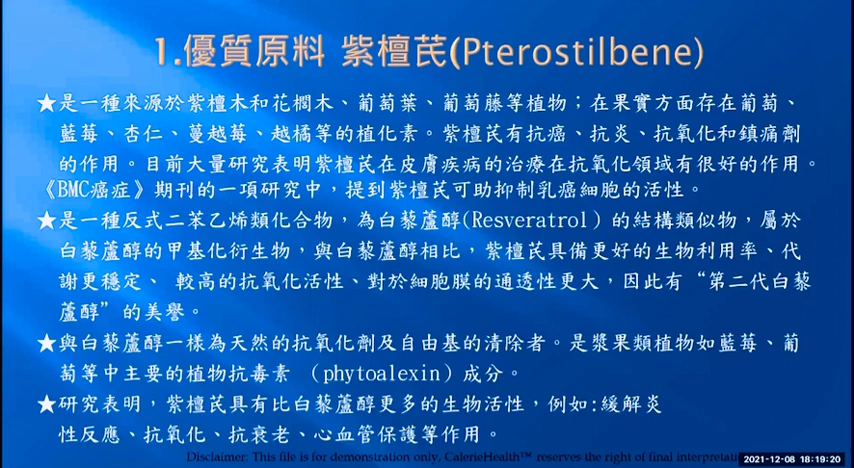 1.優質原料 紫檀芪(Pterostilbene)
★是一種來源於紫檀木和花櫚木、葡萄葉、葡萄藤等植物；在果實方面存在葡萄、
藍莓、杏仁、蔓越莓、越橘等的植化素。紫檀芪有抗癌、抗炎、抗氧化和鎮痛劑
的作用。目前大量研究表明紫檀芪在皮膚疾病的治療在抗氧化領域有很好的作用。
《BMC癌症》期刊的一項研究中，提到紫檀芪可助抑制乳癌細胞的活性。
★是一種反式二苯乙烯類化合物，為白藜蘆醇(Resveratrol）的結構類似物，屬於
白藜蘆醇的甲基化衍生物，與白藜蘆醇相比，紫檀芪具備更好的生物利用率、代
謝更穩定、 較高的抗氧化活性、對於細胞膜的通透性更大，因此有“第二代白藜
蘆醇”的美譽。
★與白藜蘆醇一樣為天然的抗氧化劑及自由基的清除者。是漿果類植物如藍莓、葡
萄等中主要的植物抗毒素 （phytoalexin）成分。
★研究表明，紫檀芪具有比白藜蘆醇更多的生物活性，例如:緩解炎
性反應、抗氧化、抗衰老、心血管保護等作用。
Disclaimer: This file is for demonstration only, CalerieHealth™ reserves the right of final interpretati
2021-12-08 18:19:20